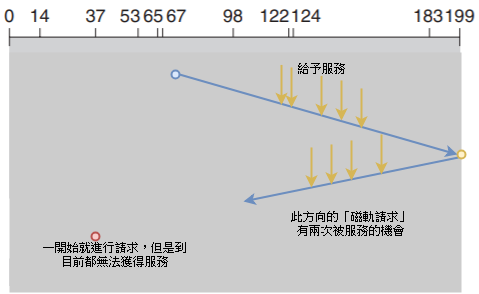 0 14 37 53 65 67 98 122 124 183 199
給予服務
此方向的「磁軌請求」
有兩次被服務的機會
一開始就進行請求，但是到
目前都無法獲得服務